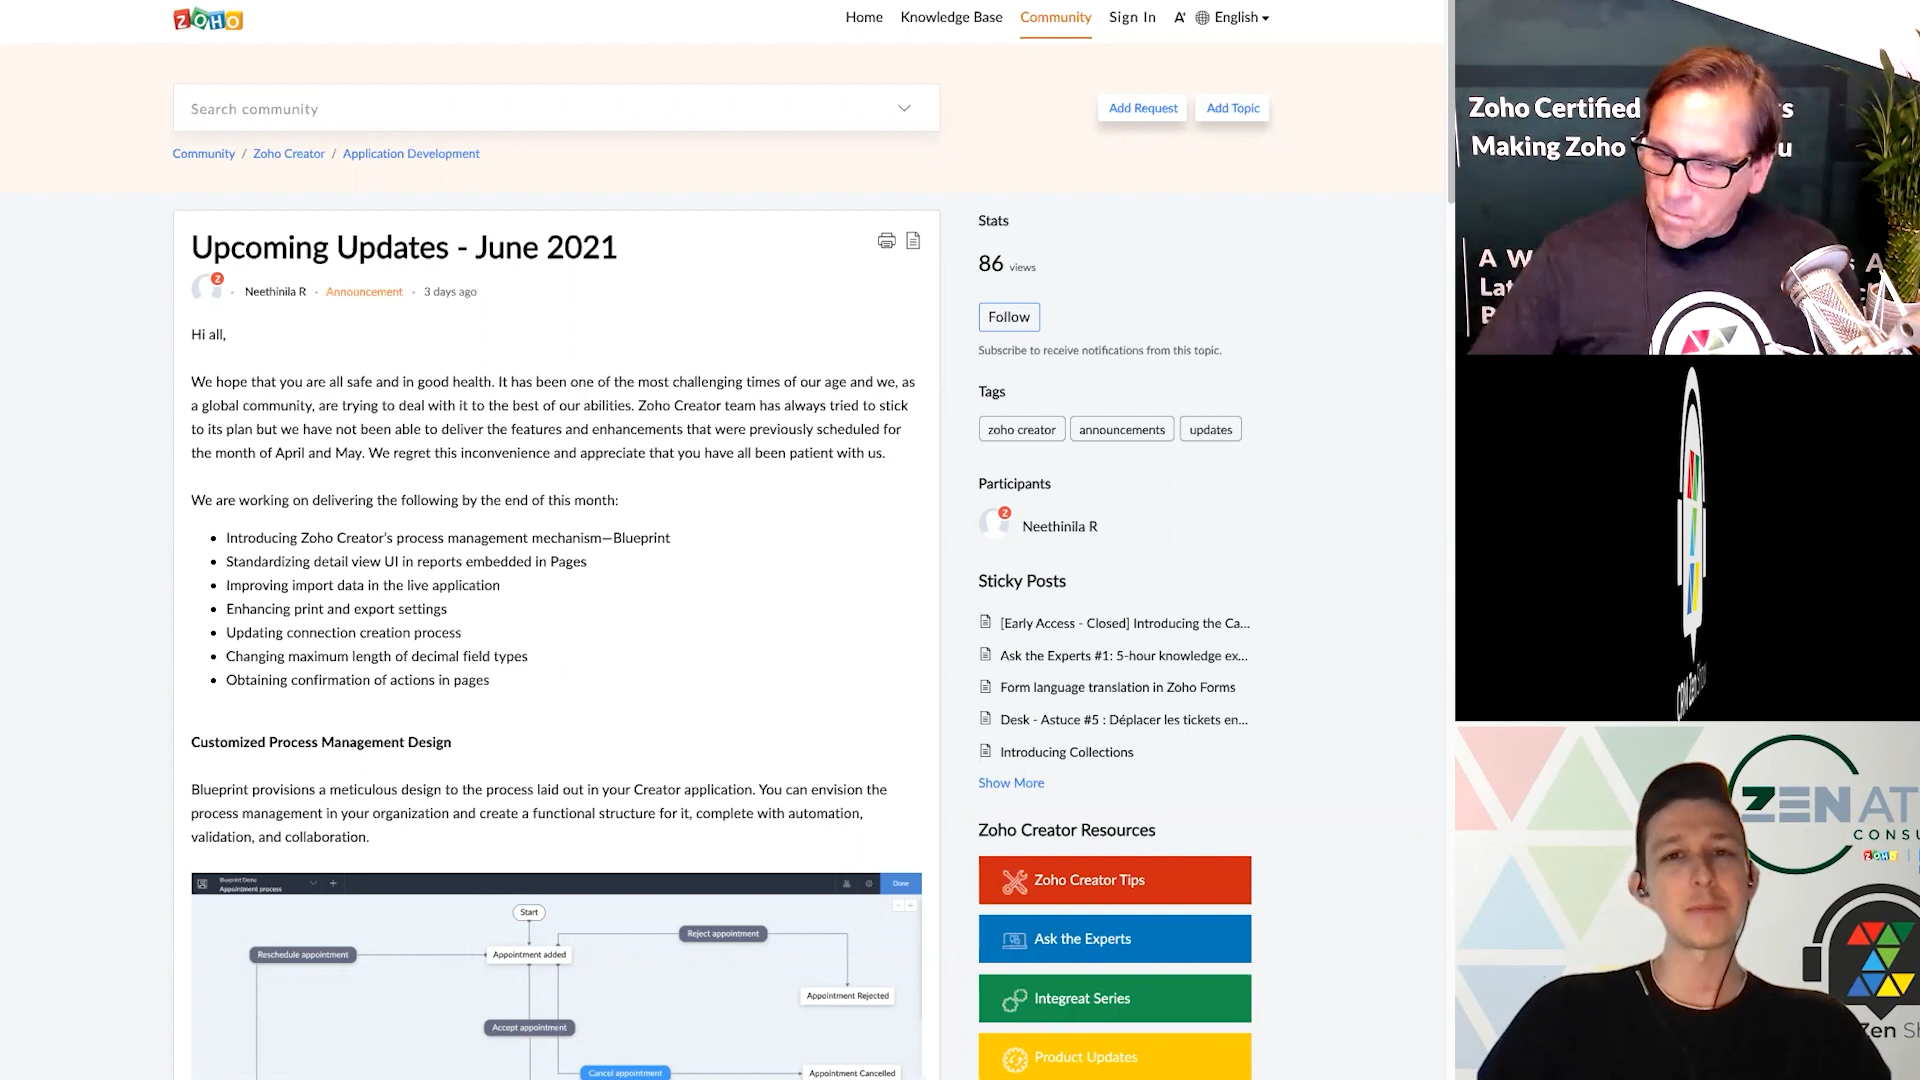 ZOHO
Home Knowledge Base Community Sign In A English
Search community
Add Request Add Topic
Community / Zoho Creator / Application Development
Upcoming Updates - June 2021
Neethinila R · Announcement · 3 days ago
Hi all,
We hope that you are all safe and in good health. It has been one of the most challenging times of our age and we, as
a global community, are trying to deal with it to the best of our abilities. Zoho Creator team has always tried to stick
to its plan but we have not been able to deliver the features and enhancements that were previously scheduled for
the month of April and May. We regret this inconvenience and appreciate that you have all been patient with us.
We are working on delivering the following by the end of this month:
Introducing Zoho Creator's process management mechanism—Blueprint
Standardizing detail view UI in reports embedded in Pages
Improving import data in the live application
Enhancing print and export settings
Updating connection creation process
Changing maximum length of decimal field types
Obtaining confirmation of actions in pages
Customized Process Management Design
Blueprint provisions a meticulous design to the process laid out in your Creator application. You can envision the
process management in your organization and create a functional structure for it, complete with automation,
validation, and collaboration.
Blueprint Demo
Appointment process
Done
Start
Reject appointment
Reschedule appointment
Appointment added
Appointment Rejected
Accept appointment
Cancel appointment
Appointment Cancelled
Stats
86 views
Follow
Subscribe to receive notifications from this topic.
Tags
zoho creator announcements updates
Participants
Z
Neethinila R
Sticky Posts
[Early Access - Closed] Introducing the Ca...
Ask the Experts #1: 5-hour knowledge ex...
Form language translation in Zoho Forms
Desk - Astuce #5 : Déplacer les tickets en...
Introducing Collections
Show More
Zoho Creator Resources
Zoho Creator Tips
Ask the Experts
Integreat Series
Product Updates
Zoho Certified
Making Zoho
A W
Lat
CRM Zen Show
ZENAT
CONSU
ZOHO
Zen Sh